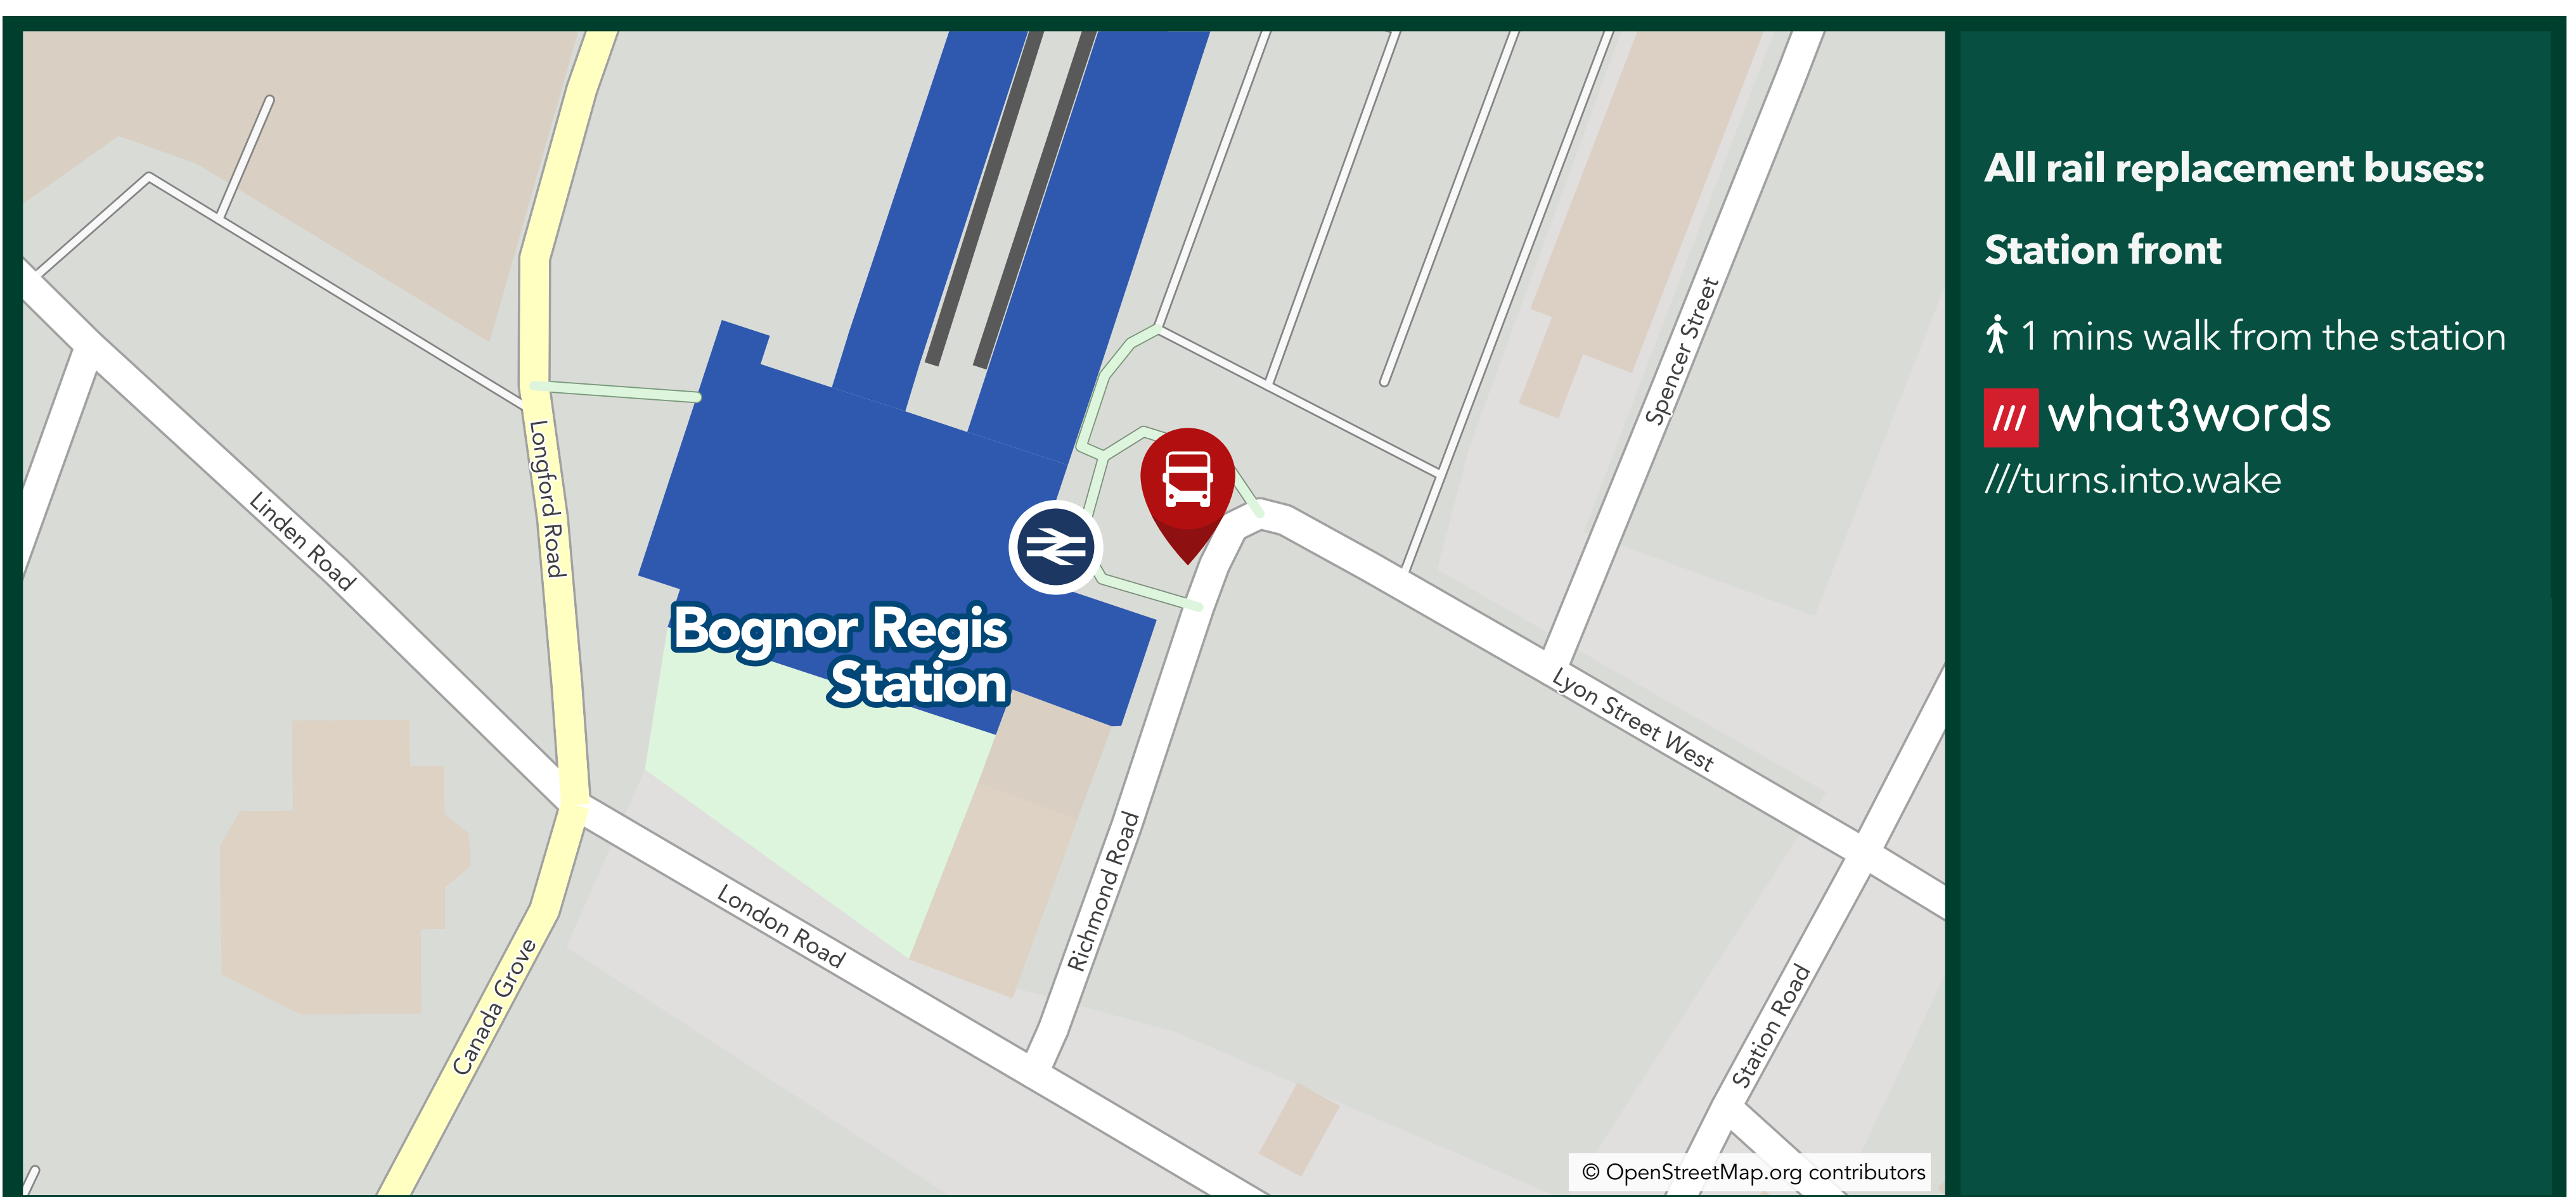 All rail replacement buses:
Station front
1 mins walk from the station
/// what3words
///turns.into.wake
Spencer Street
Longford Road
Linden Road
Bognor Regis
Station
Lyon Street West
Richmond Road
London Road
Canada Grove
Station Road
© OpenStreetMap.org contributors